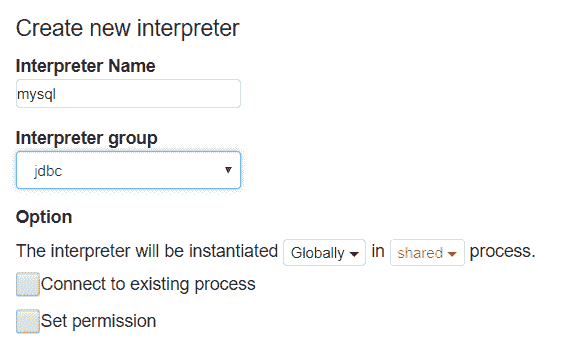 Create new interpreter
Interpreter Name
mysql
Interpreter group
jdbc
Option
The interpreter will be instantiated Globally in shared process.
Connect to existing process
Set permission